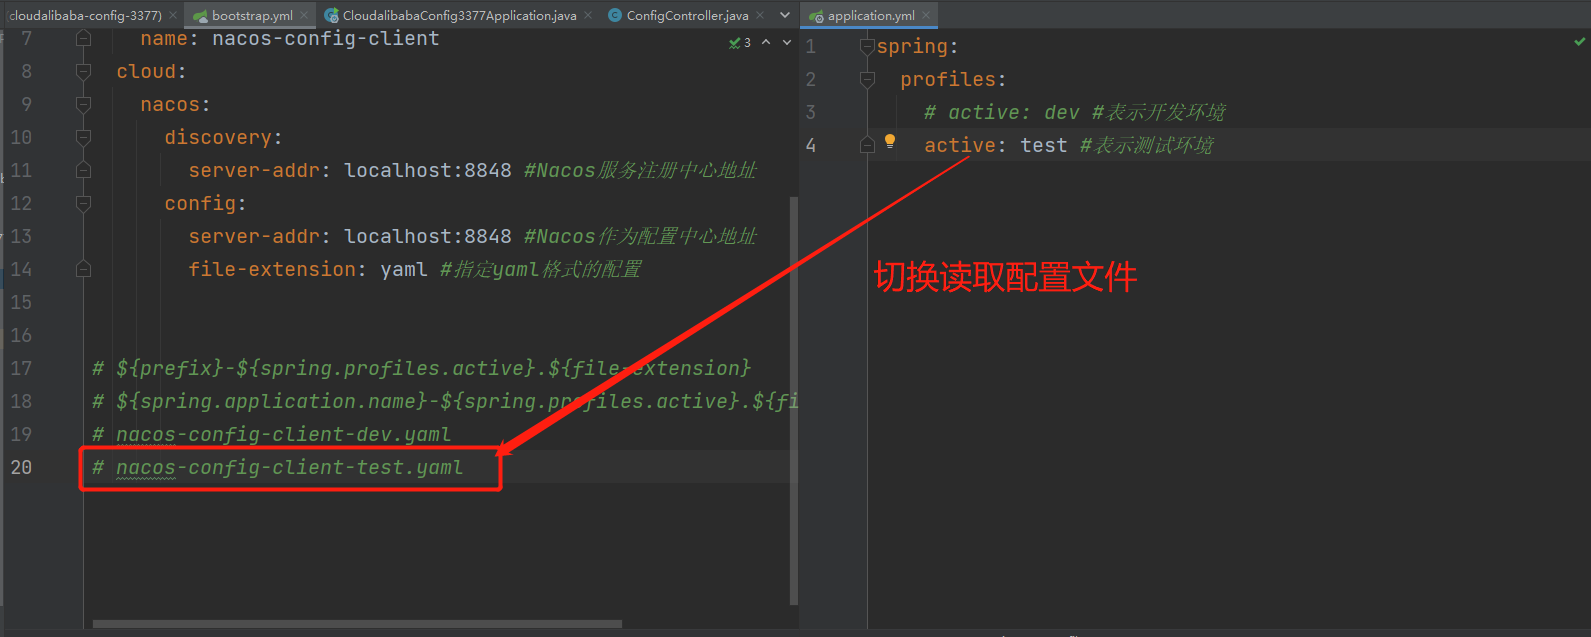 cloudalibaba-config-3377)
bootstrap.yml
CloudalibabaConfig3377Application.java
ConfigController.java
application.yml
7 name: nacos-config-client
3
8 cloud:
9 nacos:
10 discovery:
11 server-addr: localhost:8848 #Nacos服务注册中心地址
12 config:
13 server-addr: localhost:8848 #Nacos作为配置中心地址
14 file-extension: yaml #指定yaml格式的配置
15
16
17 # ${prefix}-${spring.profiles.active}.${file-extension}
18 # ${spring.application.name}-${spring.profiles.active}.${fi
19 # nacos-config-client-dev.yaml
20 # nacos-config-client-test.yaml
1 spring:
2 profiles:
3 # active: dev #表示开发环境
4 active: test #表示测试环境
切换读取配置文件